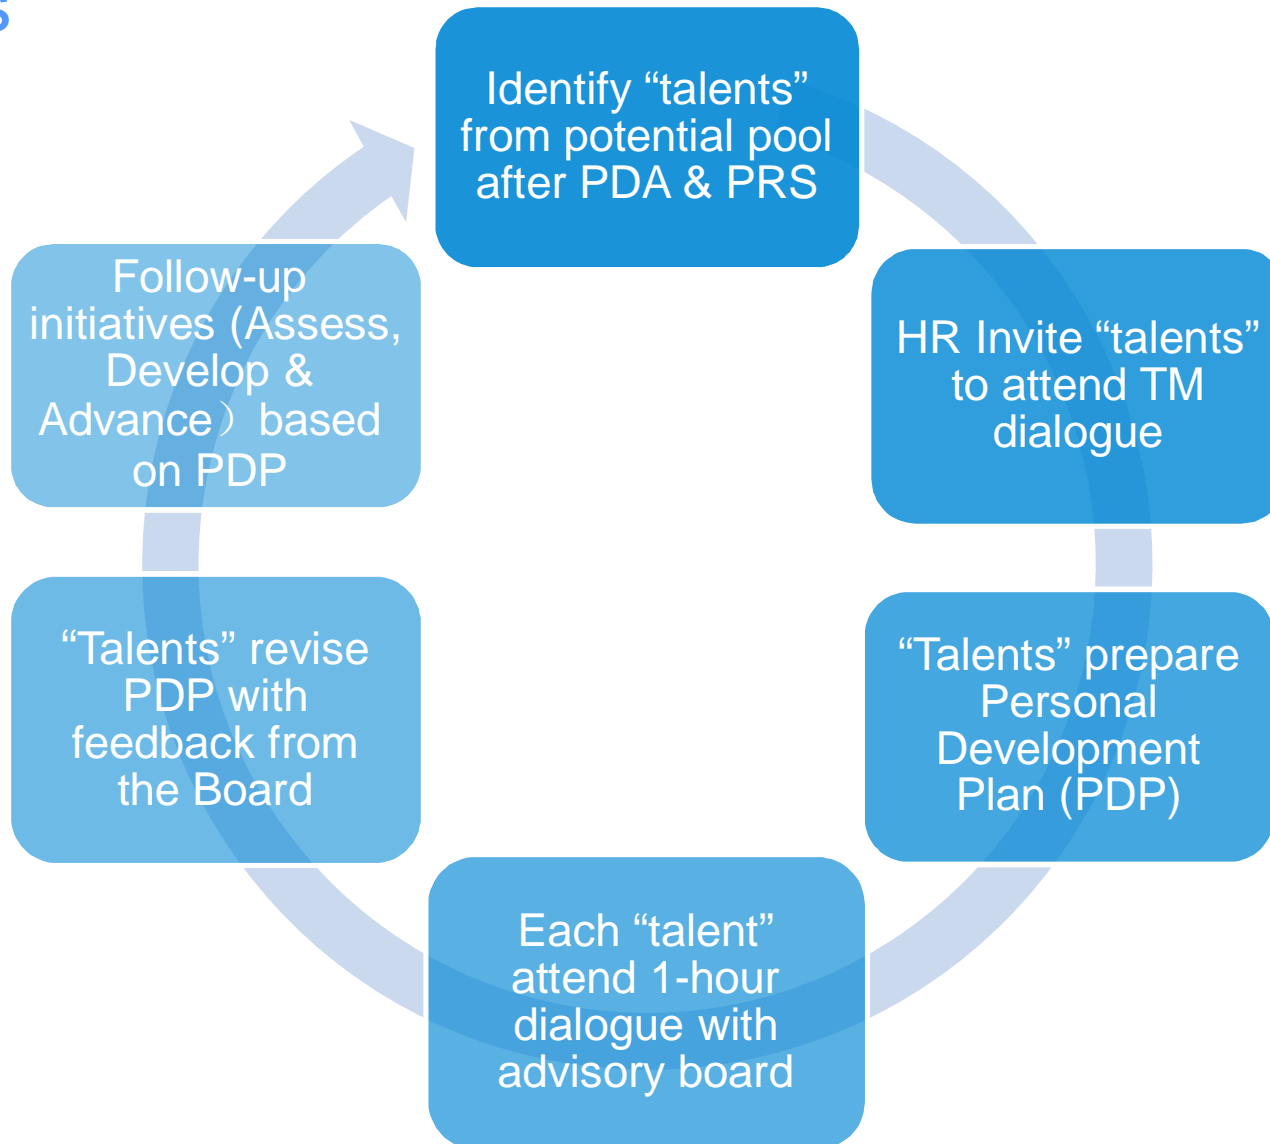 s
Identify “talents”
from potential pool
after PDA & PRS
HR Invite “talents”
to attend TM
dialogue
“Talents” prepare
Personal
Development
Plan (PDP)
Each “talent”
attend 1-hour
dialogue with
advisory board
“Talents” revise
PDP with
feedback from
the Board
Follow-up
initiatives (Assess,
Develop &
Advance）based
on PDP